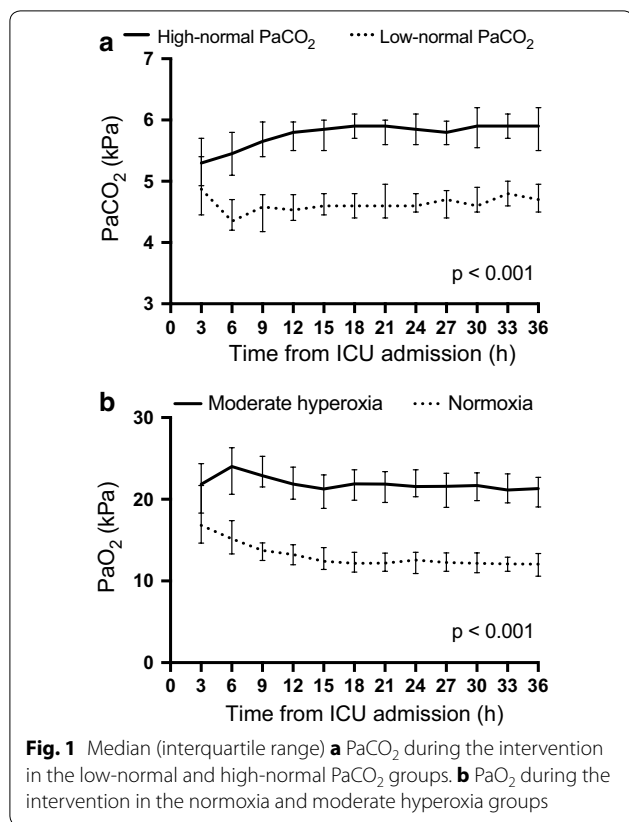 a
High-normal PaCO₂ Low-normal PaCO₂
7
6
5
4
3
PaCO₂ (kPa)
p < 0.001
0 3 6 9 12 15 18 21 24 27 30 33 36
Time from ICU admission (h)
b
Moderate hyperoxia Normoxia
30
20
10
0
PaO₂ (kPa)
p < 0.001
0 3 6 9 12 15 18 21 24 27 30 33 36
Time from ICU admission (h)
Fig. 1 Median (interquartile range) a PaCO₂ during the intervention
in the low-normal and high-normal PaCO₂ groups. b PaO₂ during the
intervention in the normoxia and moderate hyperoxia groups